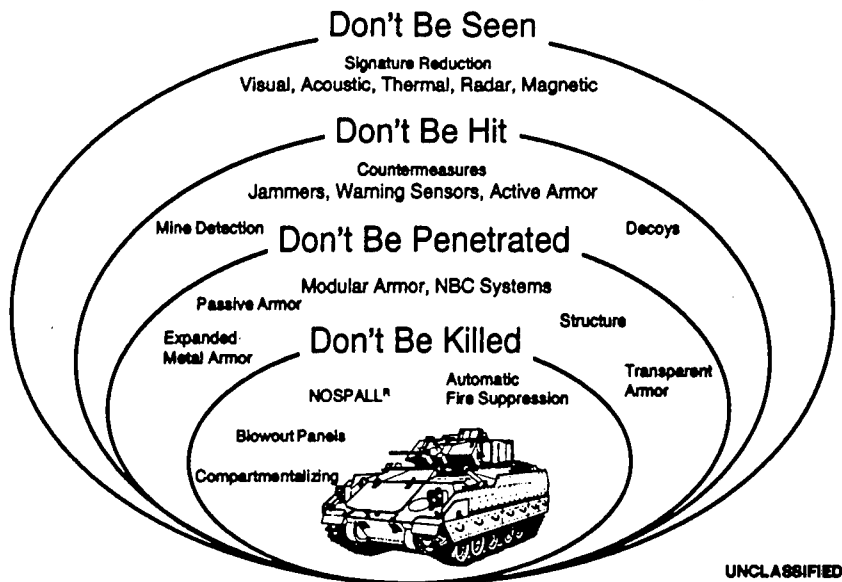 Don't Be Seen
Signature Reduction
Visual, Acoustic, Thermal, Radar, Magnetic
Don't Be Hit
Countermeasures
Jammers, Warning Sensors, Active Armor
Mine Detection
Decoys
Don't Be Penetrated
Modular Armor, NBC Systems
Passive Armor
Structure
Expanded
Metal Armor
Don't Be Killed
Transparent
Armor
NOSPALLᴿ
Automatic
Fire Suppression
Blowout Panels
Compartmentalizing
UNCLASSIFIED